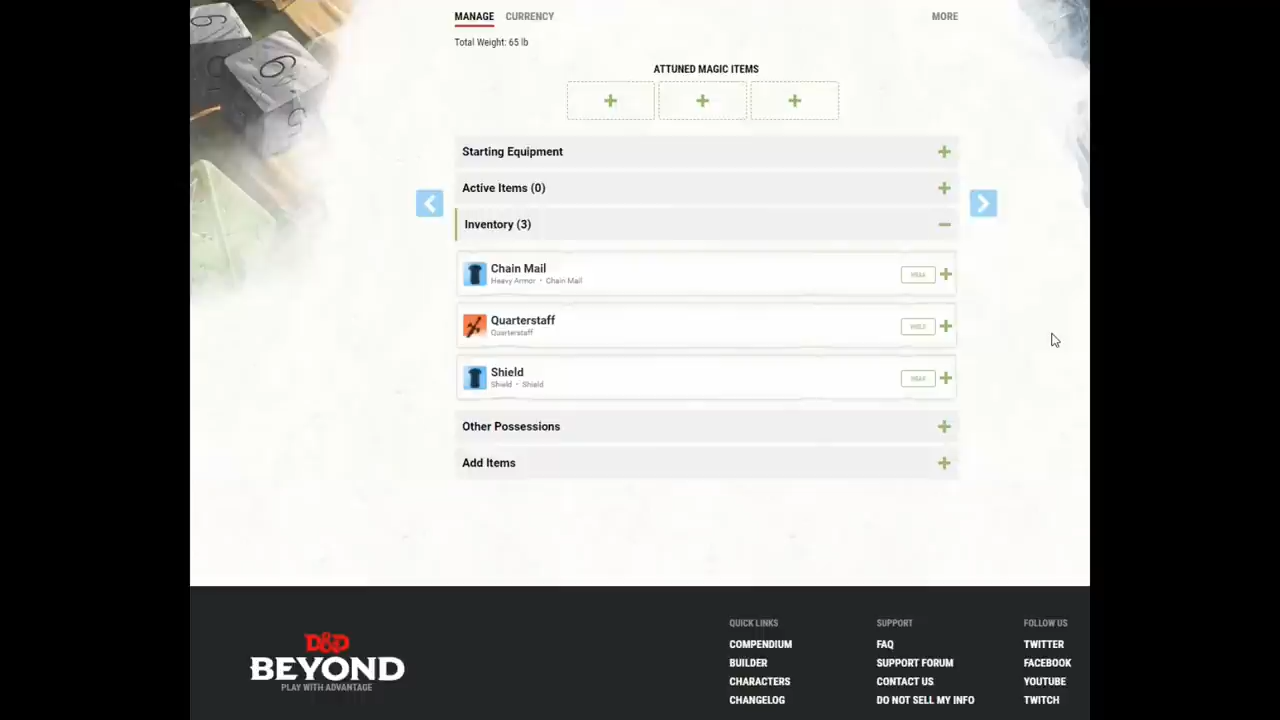 MANAGE CURRENCY MORE
Total Weight: 65 lb
ATTUNED MAGIC ITEMS
Starting Equipment
Active Items (0)
Inventory (3)
Chain Mail
Heavy Armor • Chain Mail
WEAR
Quarterstaff
Quarterstaff
Shield
Shield • Shield
WEAR
Other Possessions
Add Items
D&D
BEYOND
PLAY WITH ADVANTAGE
QUICK LINKS
COMPENDIUM
BUILDER
CHARACTERS
CHANGELOG
SUPPORT
FAQ
SUPPORT FORUM
CONTACT US
DO NOT SELL MY INFO
FOLLOW US
TWITTER
FACEBOOK
YOUTUBE
TWITCH